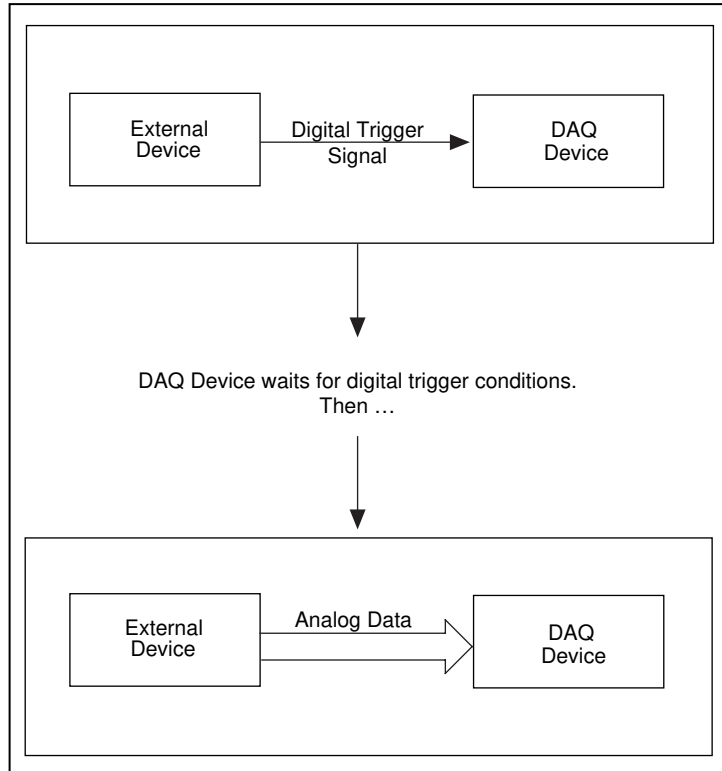 External
Device
Digital Trigger
Signal
DAQ
Device
DAQ Device waits for digital trigger conditions.
Then …
External
Device
Analog Data
DAQ
Device